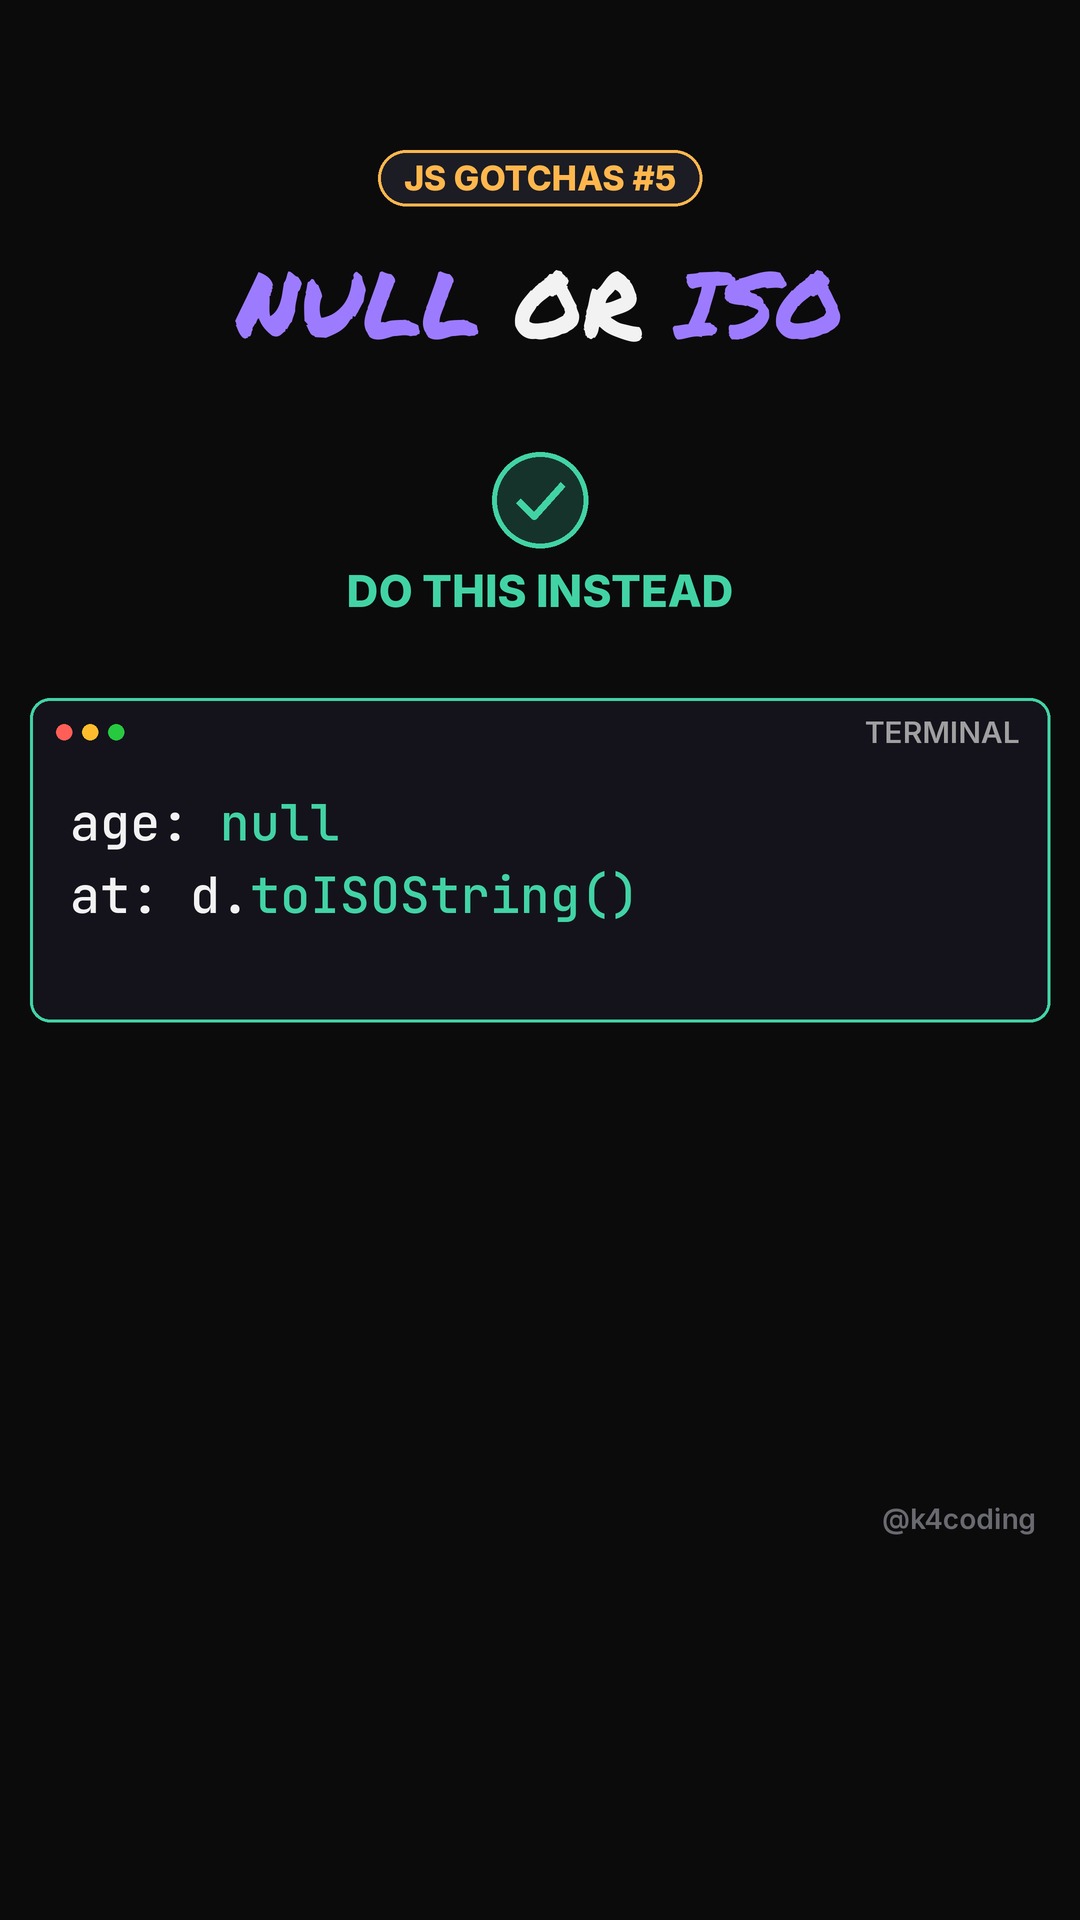 JS GOTCHAS #5
NULL OR ISO
DO THIS INSTEAD
TERMINAL
age: null
at: d.toISOString()
@k4coding